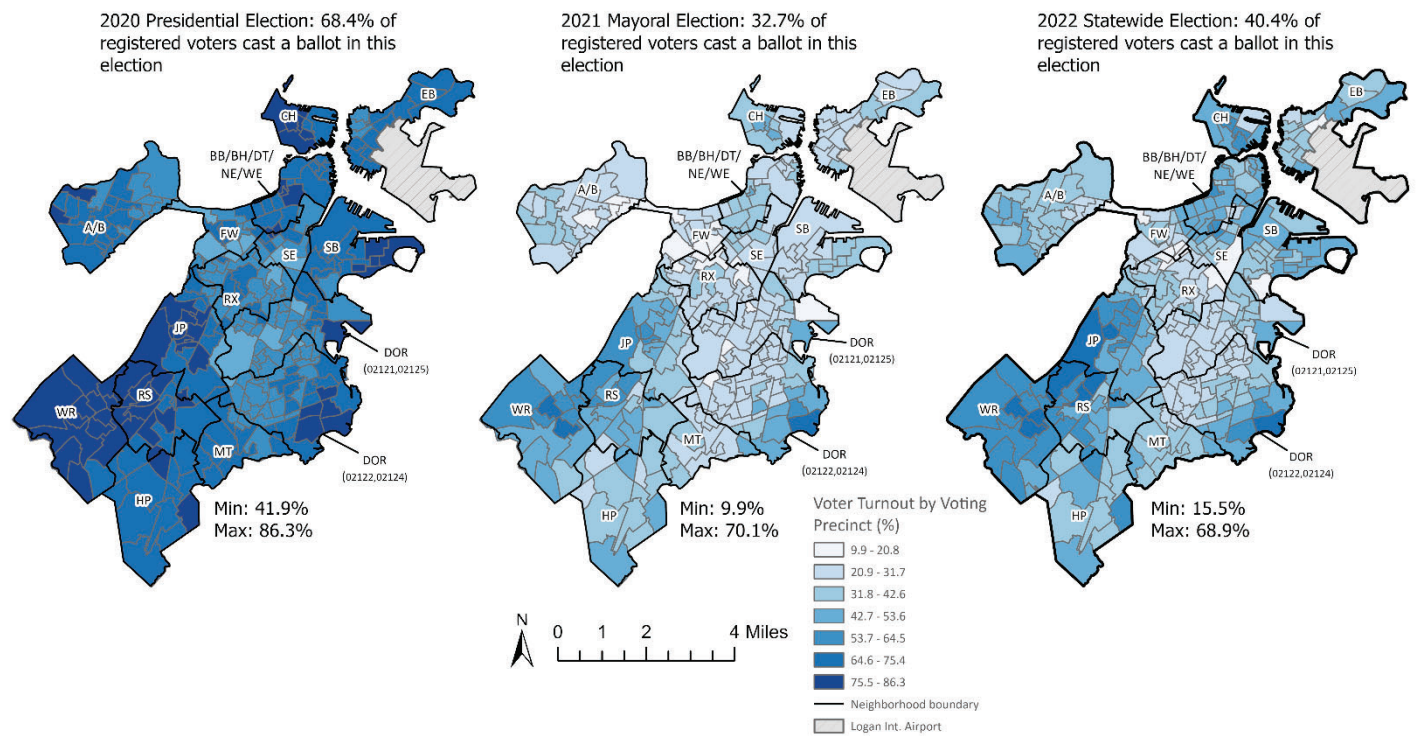 2020 Presidential Election: 68.4% of
registered voters cast a ballot in this
election
EB
CH
BB/BH/DT/
NE/WE
A/B
FW
SE
SB
RX
JP
DOR
(02121,02125)
WR
RS
MT
DOR
(02122,02124)
HP
Min: 41.9%
Max: 86.3%
2021 Mayoral Election: 32.7% of
registered voters cast a ballot in this
election
EB
CH
BB/BH/DT/
NE/WE
A/B
FW
SE
SB
RX
JP
DOR
(02121,02125)
WR
RS
MT
DOR
(02122,02124)
HP
Min: 9.9%
Max: 70.1%
2022 Statewide Election: 40.4% of
registered voters cast a ballot in this
election
EB
CH
BB/BH/DT/
NE/WE
A/B
FW
SE
SB
RX
JP
DOR
(02121,02125)
WR
RS
MT
DOR
(02122,02124)
HP
Min: 15.5%
Max: 68.9%
N
0 1 2 4 Miles
Voter Turnout by Voting
Precinct (%)
9.9 - 20.8
20.9 - 31.7
31.8 - 42.6
42.7 - 53.6
53.7 - 64.5
64.6 - 75.4
75.5 - 86.3
Neighborhood boundary
Logan Int. Airport